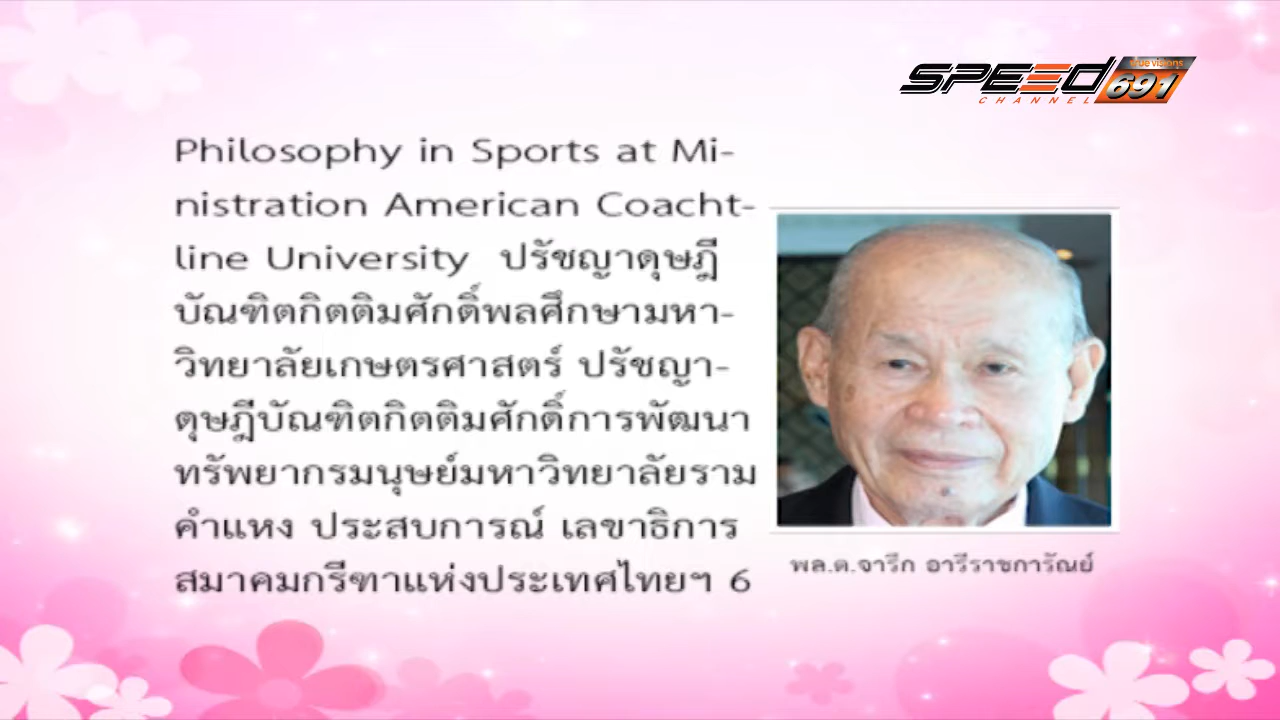 SPEED
CHANNEL
true visions
691
Philosophy in Sports at Mi-
nistration American Coacht-
line University ปรัชญาดุษฎี
บัณฑิตกิตติมศักดิ์พลศึกษามหา-
วิทยาลัยเกษตรศาสตร์ ปรัชญา-
ดุษฎีบัณฑิตกิตติมศักดิ์การพัฒนา
ทรัพยากรมนุษย์มหาวิทยาลัยราม
คำแหง ประสบการณ์ เลขาธิการ
สมาคมกรีฑาแห่งประเทศไทยฯ 6
พล.ต.จารึก อารีราชการัณย์